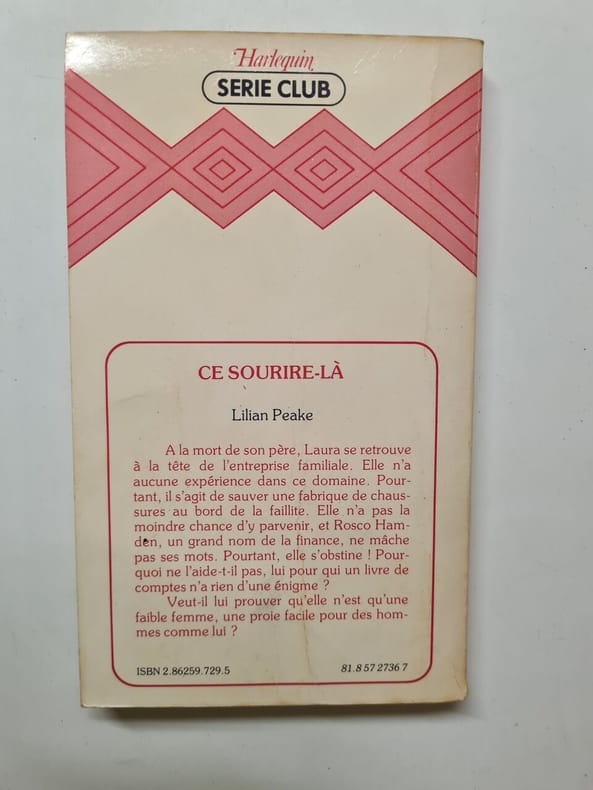 Harlequin
SERIE CLUB
CE SOURIRE-LÀ
Lilian Peake
A la mort de son père, Laura se retrouve
à la tête de l'entreprise familiale. Elle n'a
aucune expérience dans ce domaine. Pour-
tant, il s'agit de sauver une fabrique de chaus-
sures au bord de la faillite. Elle n'a pas la
moindre chance d'y parvenir, et Rosco Ham-
den, un grand nom de la finance, ne mâche
pas ses mots. Pourtant, elle s'obstine ! Pour-
quoi ne l'aide-t-il pas, lui pour qui un livre de
comptes n'a rien d'une énigme ?
Veut-il lui prouver qu'elle n'est qu'une
faible femme, une proie facile pour des hom-
mes comme lui ?
ISBN 2.86259.729.5
81.8 57 2736 7